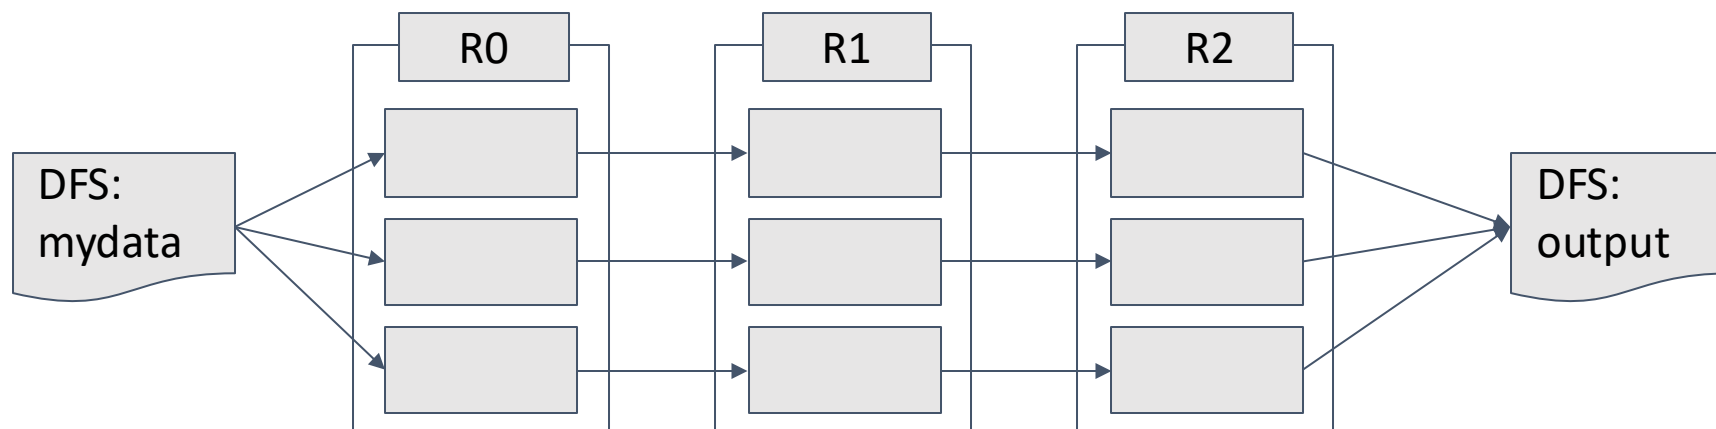 R0
R1
R2
DFS:
mydata
DFS:
output